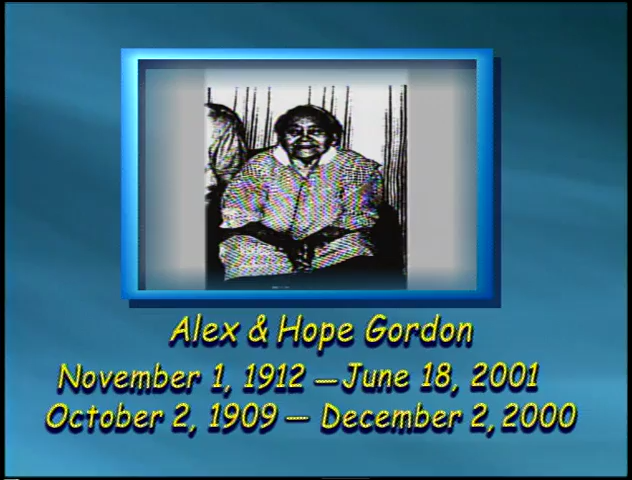 Alex & Hope Gordon
November 1, 1912 — June 18, 2001
October 2, 1909 — December 2, 2000